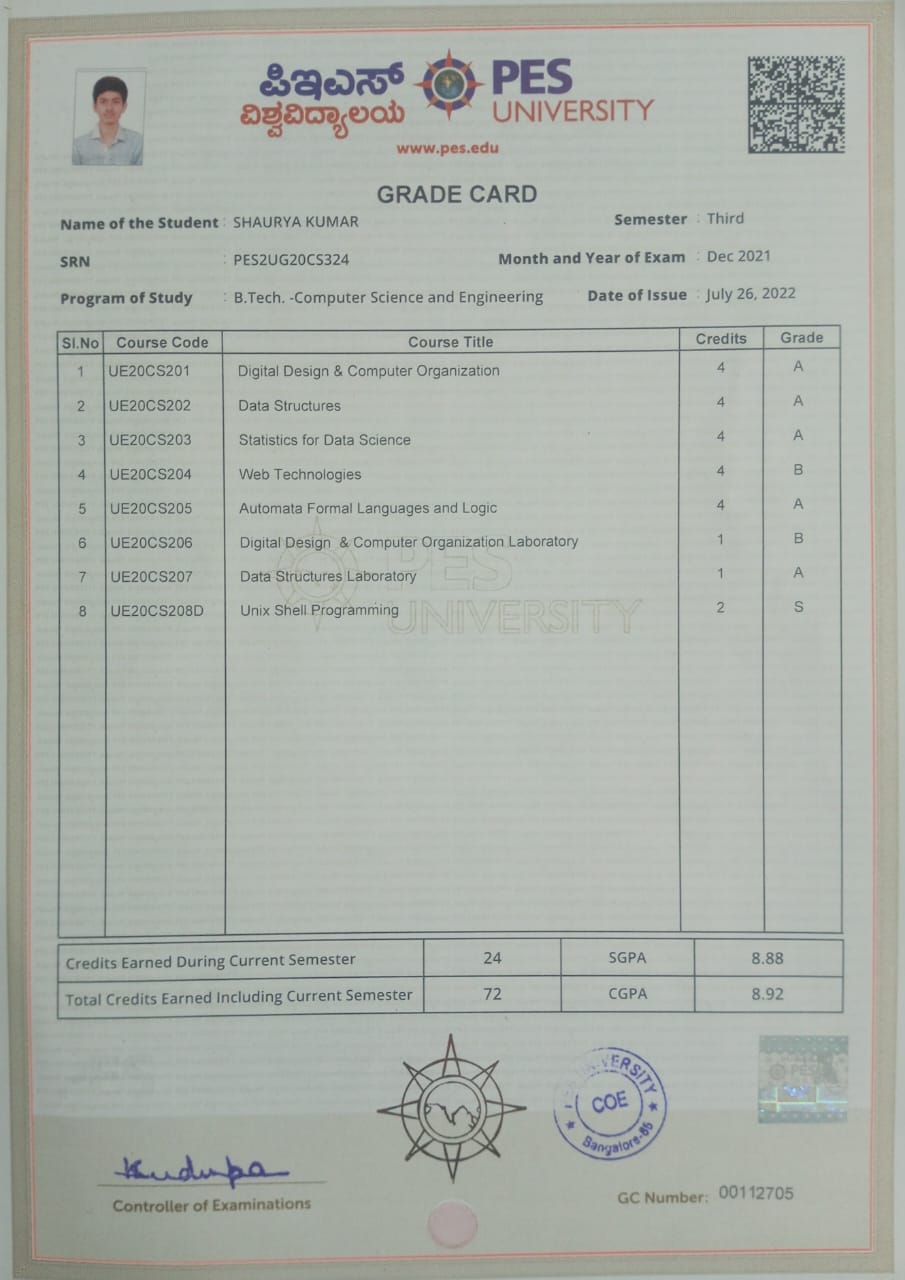 ಪಿಇಎಸ್ PES
ವಿಶ್ವವಿದ್ಯಾಲಯ UNIVERSITY
www.pes.edu
GRADE CARD
Name of the Student : SHAURYA KUMAR Semester : Third
SRN : PES2UG20CS324 Month and Year of Exam : Dec 2021
Program of Study : B.Tech. -Computer Science and Engineering Date of Issue : July 26, 2022
Sl.No Course Code Course Title Credits Grade
1 UE20CS201 Digital Design & Computer Organization 4 A
2 UE20CS202 Data Structures 4 A
3 UE20CS203 Statistics for Data Science 4 A
4 UE20CS204 Web Technologies 4 B
5 UE20CS205 Automata Formal Languages and Logic 4 A
6 UE20CS206 Digital Design & Computer Organization Laboratory 1 B
7 UE20CS207 Data Structures Laboratory 1 A
8 UE20CS208D Unix Shell Programming 2 S
PES
UNIVERSITY
Credits Earned During Current Semester 24 SGPA 8.88
Total Credits Earned Including Current Semester 72 CGPA 8.92
PES UNIVERSITY
COE
Bangalore-85
PES
Controller of Examinations
GC Number: 00112705